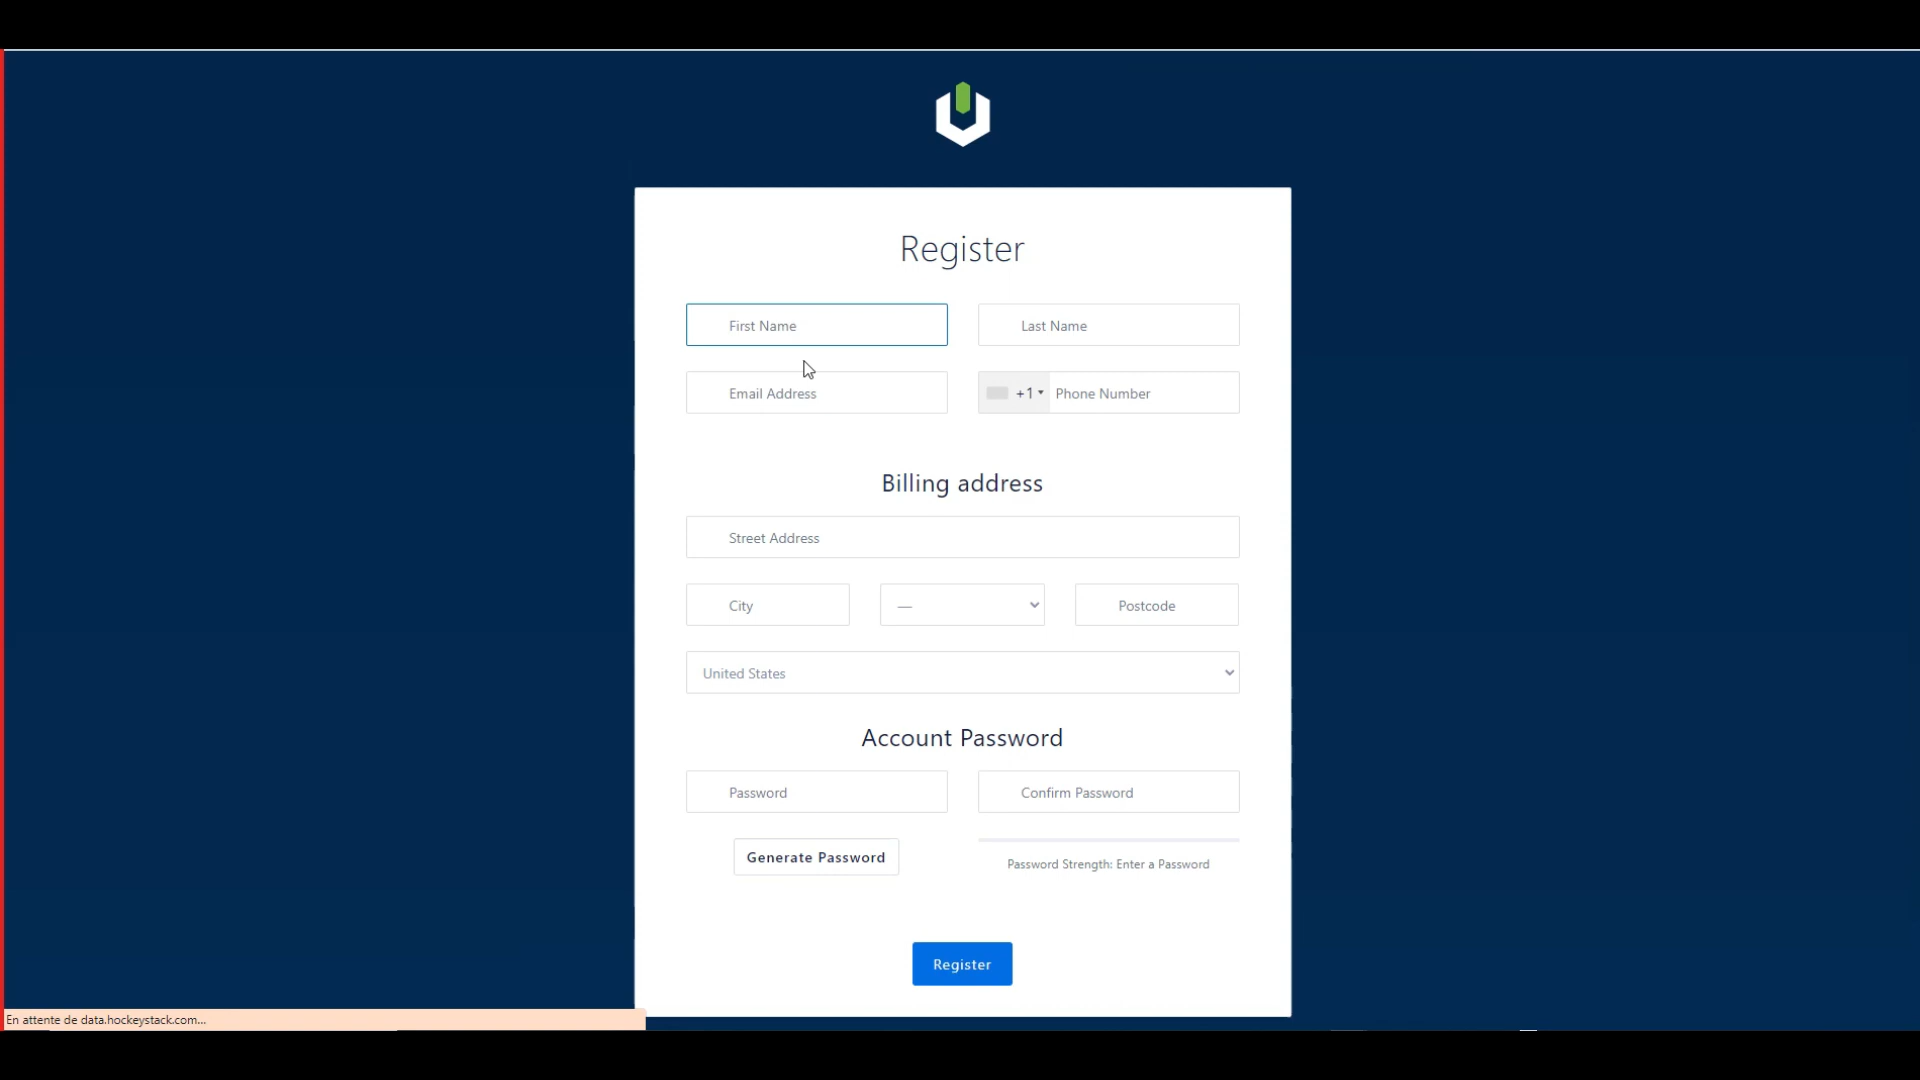 Register
First Name
Last Name
Email Address
+1
Phone Number
Billing address
Street Address
City
—
Postcode
United States
Account Password
Password
Confirm Password
Generate Password
Password Strength: Enter a Password
Register
En attente de data.hockeystack.com...